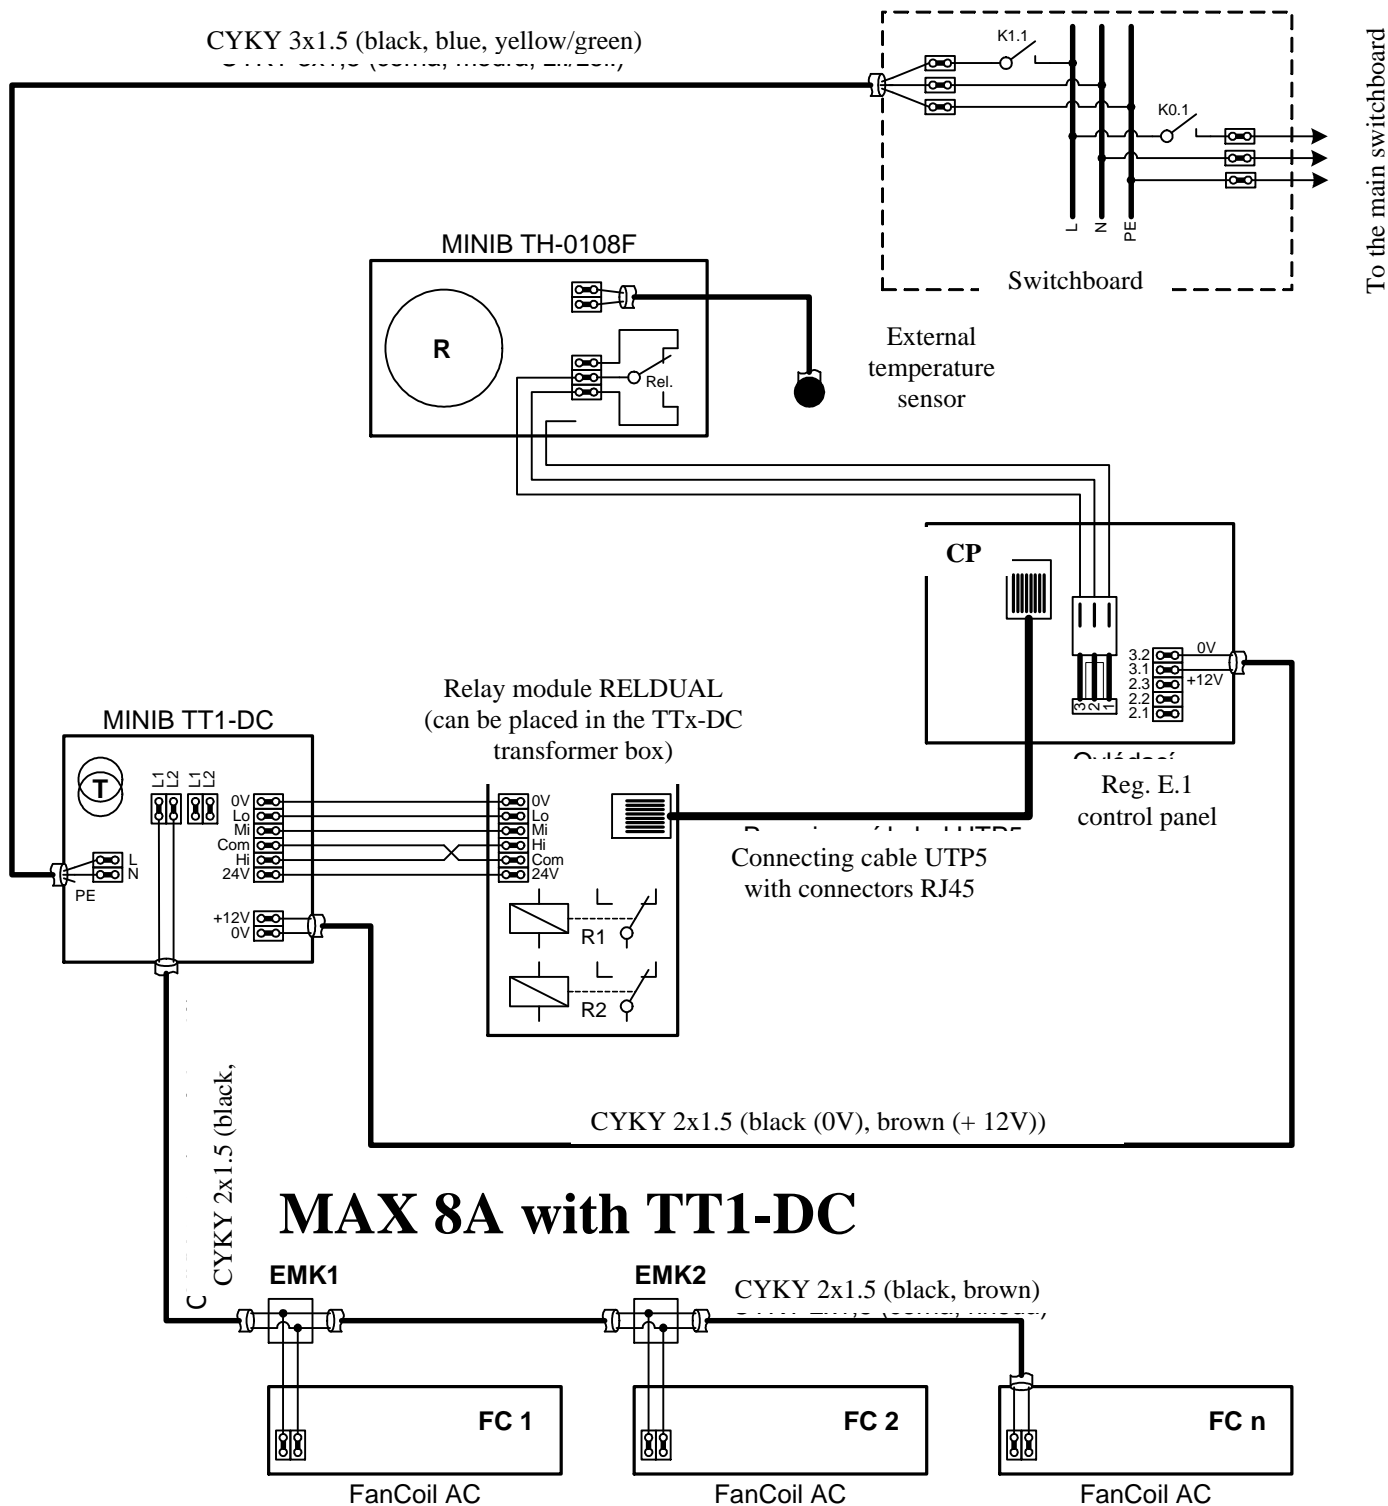 CYKY 3x1.5 (black, blue, yellow/green)
K1.1
K0.1
L
N
PE
Switchboard
To the main switchboard
MINIB TH-0108F
R
Rel.
External
temperature
sensor
CP
3
2
1
3.2
3.1
2.3
2.2
2.1
0V
+12V
Reg. E.1
control panel
Relay module RELDUAL
(can be placed in the TTx-DC
transformer box)
MINIB TT1-DC
T
L1
L2
L1
L2
0V
Lo
Mi
Com
Hi
24V
L
N
PE
+12V
0V
0V
Lo
Mi
Hi
Com
24V
R1
R2
Connecting cable UTP5
with connectors RJ45
CYKY 2x1.5 (black (0V), brown (+ 12V))
CYKY 2x1.5 (black,
C
MAX 8A with TT1-DC
EMK1
EMK2
CYKY 2x1.5 (black, brown)
FC 1
FC 2
FC n
FanCoil AC
FanCoil AC
FanCoil AC